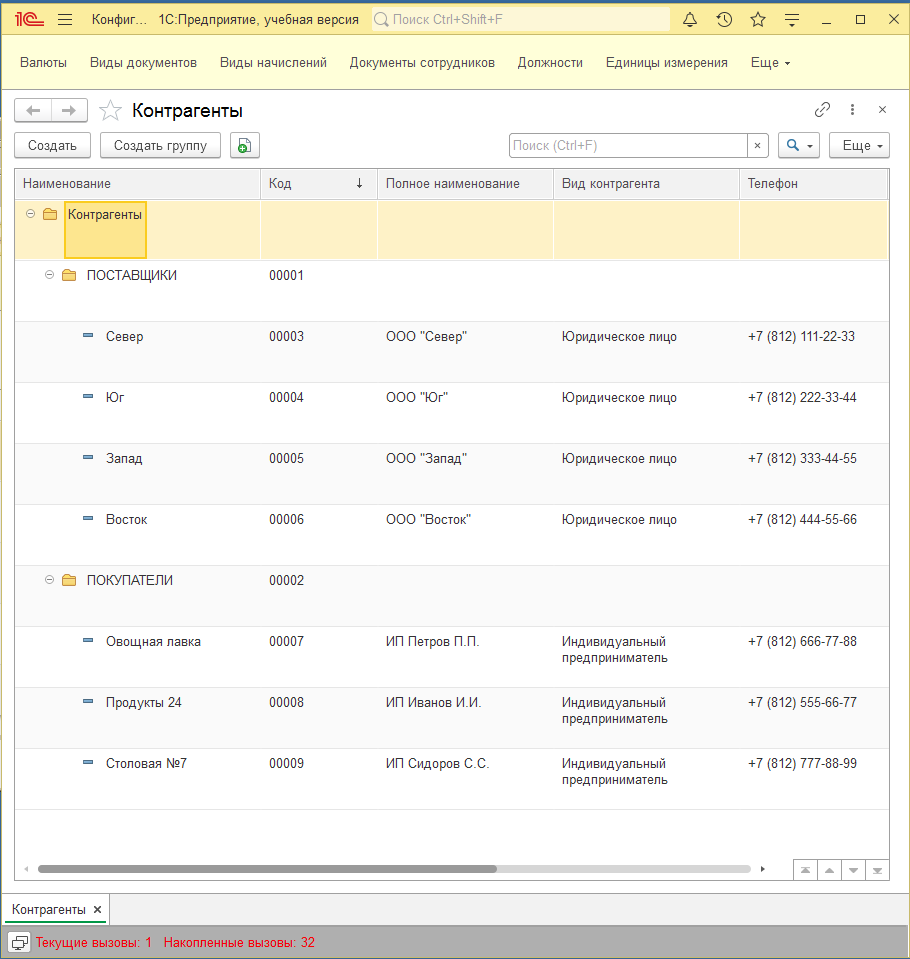 1С Конфиг... 1С:Предприятие, учебная версия Поиск Ctrl+Shift+F
Валюты Виды документов Виды начислений Документы сотрудников Должности Единицы измерения Еще
Контрагенты
Создать Создать группу Поиск (Ctrl+F) × Еще
Наименование Код ↓ Полное наименование Вид контрагента Телефон
Контрагенты
ПОСТАВЩИКИ 00001
Север 00003 ООО "Север" Юридическое лицо +7 (812) 111-22-33
Юг 00004 ООО "Юг" Юридическое лицо +7 (812) 222-33-44
Запад 00005 ООО "Запад" Юридическое лицо +7 (812) 333-44-55
Восток 00006 ООО "Восток" Юридическое лицо +7 (812) 444-55-66
ПОКУПАТЕЛИ 00002
Овощная лавка 00007 ИП Петров П.П. Индивидуальный +7 (812) 666-77-88
предприниматель
Продукты 24 00008 ИП Иванов И.И. Индивидуальный +7 (812) 555-66-77
предприниматель
Столовая №7 00009 ИП Сидоров С.С. Индивидуальный +7 (812) 777-88-99
предприниматель
Контрагенты ×
Текущие вызовы: 1 Накопленные вызовы: 32